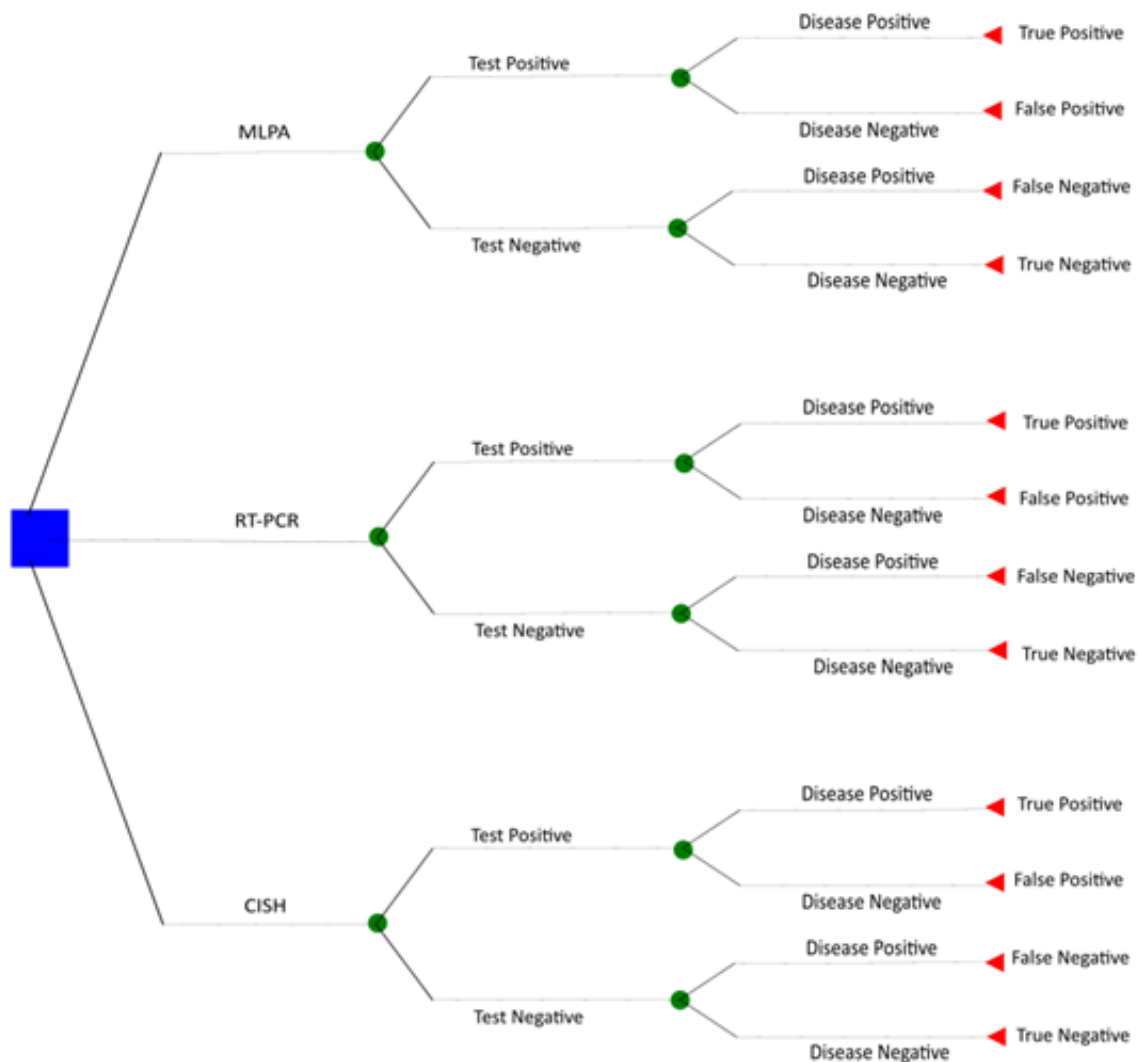 Disease Positive
True Positive
Test Positive
False Positive
Disease Negative
MLPA
Disease Positive
False Negative
Test Negative
True Negative
Disease Negative
Disease Positive
True Positive
Test Positive
False Positive
Disease Negative
RT-PCR
Disease Positive
False Negative
Test Negative
True Negative
Disease Negative
Disease Positive
True Positive
Test Positive
False Positive
Disease Negative
CISH
Disease Positive
False Negative
Test Negative
True Negative
Disease Negative